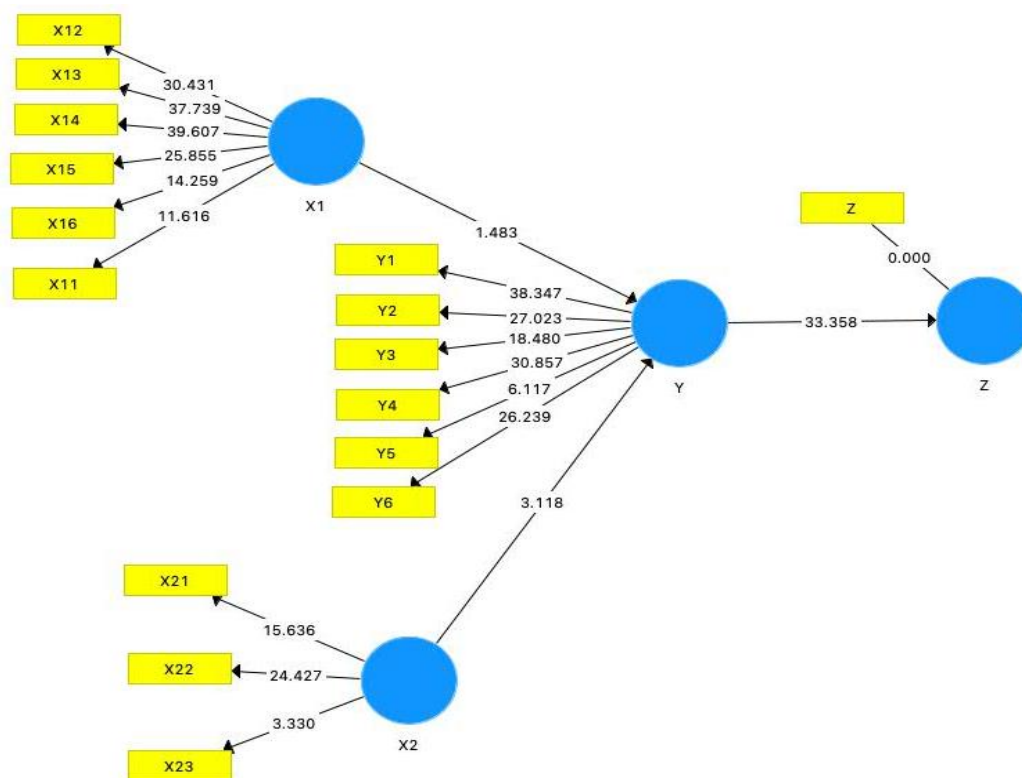 X12
X13
X14
X15
X16
X11
30.431
37.739
39.607
25.855
14.259
11.616
X1
1.483
Y1
Y2
Y3
Y4
Y5
Y6
38.347
27.023
18.480
30.857
6.117
26.239
Y
33.358
Z
0.000
Z
X21
X22
X23
15.636
24.427
3.330
X2
3.118